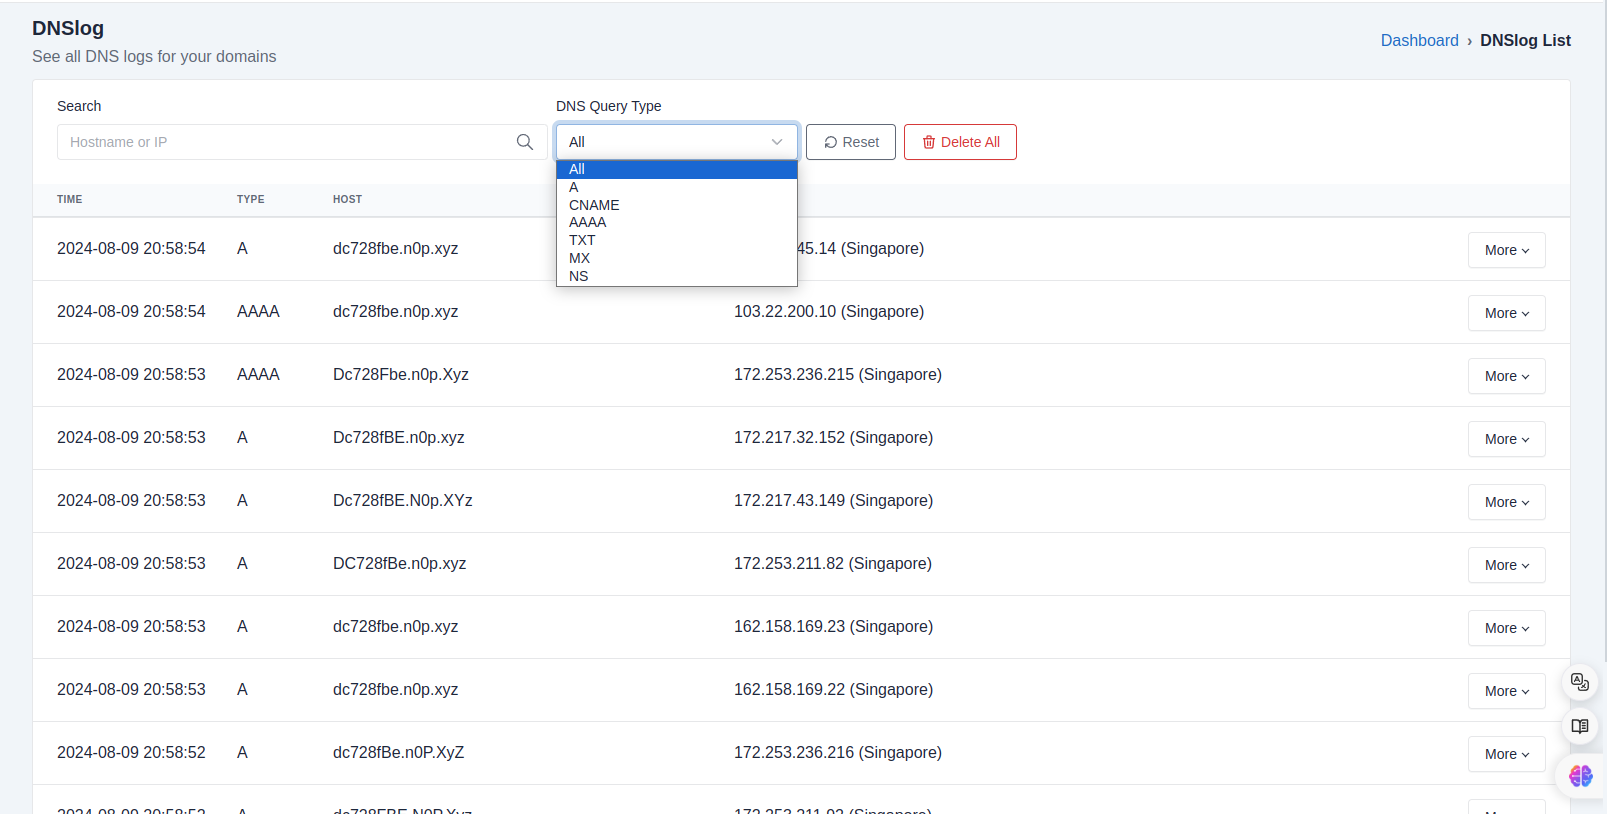 DNSlog
See all DNS logs for your domains
Dashboard › DNSlog List
Search
DNS Query Type
Hostname or IP
All
Reset
Delete All
All
A
CNAME
AAAA
TXT
MX
NS
TIME TYPE HOST
2024-08-09 20:58:54 A dc728fbe.n0p.xyz 45.14 (Singapore) More
2024-08-09 20:58:54 AAAA dc728fbe.n0p.xyz 103.22.200.10 (Singapore) More
2024-08-09 20:58:53 AAAA Dc728Fbe.n0p.Xyz 172.253.236.215 (Singapore) More
2024-08-09 20:58:53 A Dc728fBE.n0p.xyz 172.217.32.152 (Singapore) More
2024-08-09 20:58:53 A Dc728fBE.N0p.XYz 172.217.43.149 (Singapore) More
2024-08-09 20:58:53 A DC728fBe.n0p.xyz 172.253.211.82 (Singapore) More
2024-08-09 20:58:53 A dc728fbe.n0p.xyz 162.158.169.23 (Singapore) More
2024-08-09 20:58:53 A dc728fbe.n0p.xyz 162.158.169.22 (Singapore) More
2024-08-09 20:58:52 A dc728fBe.n0P.XyZ 172.253.236.216 (Singapore) More